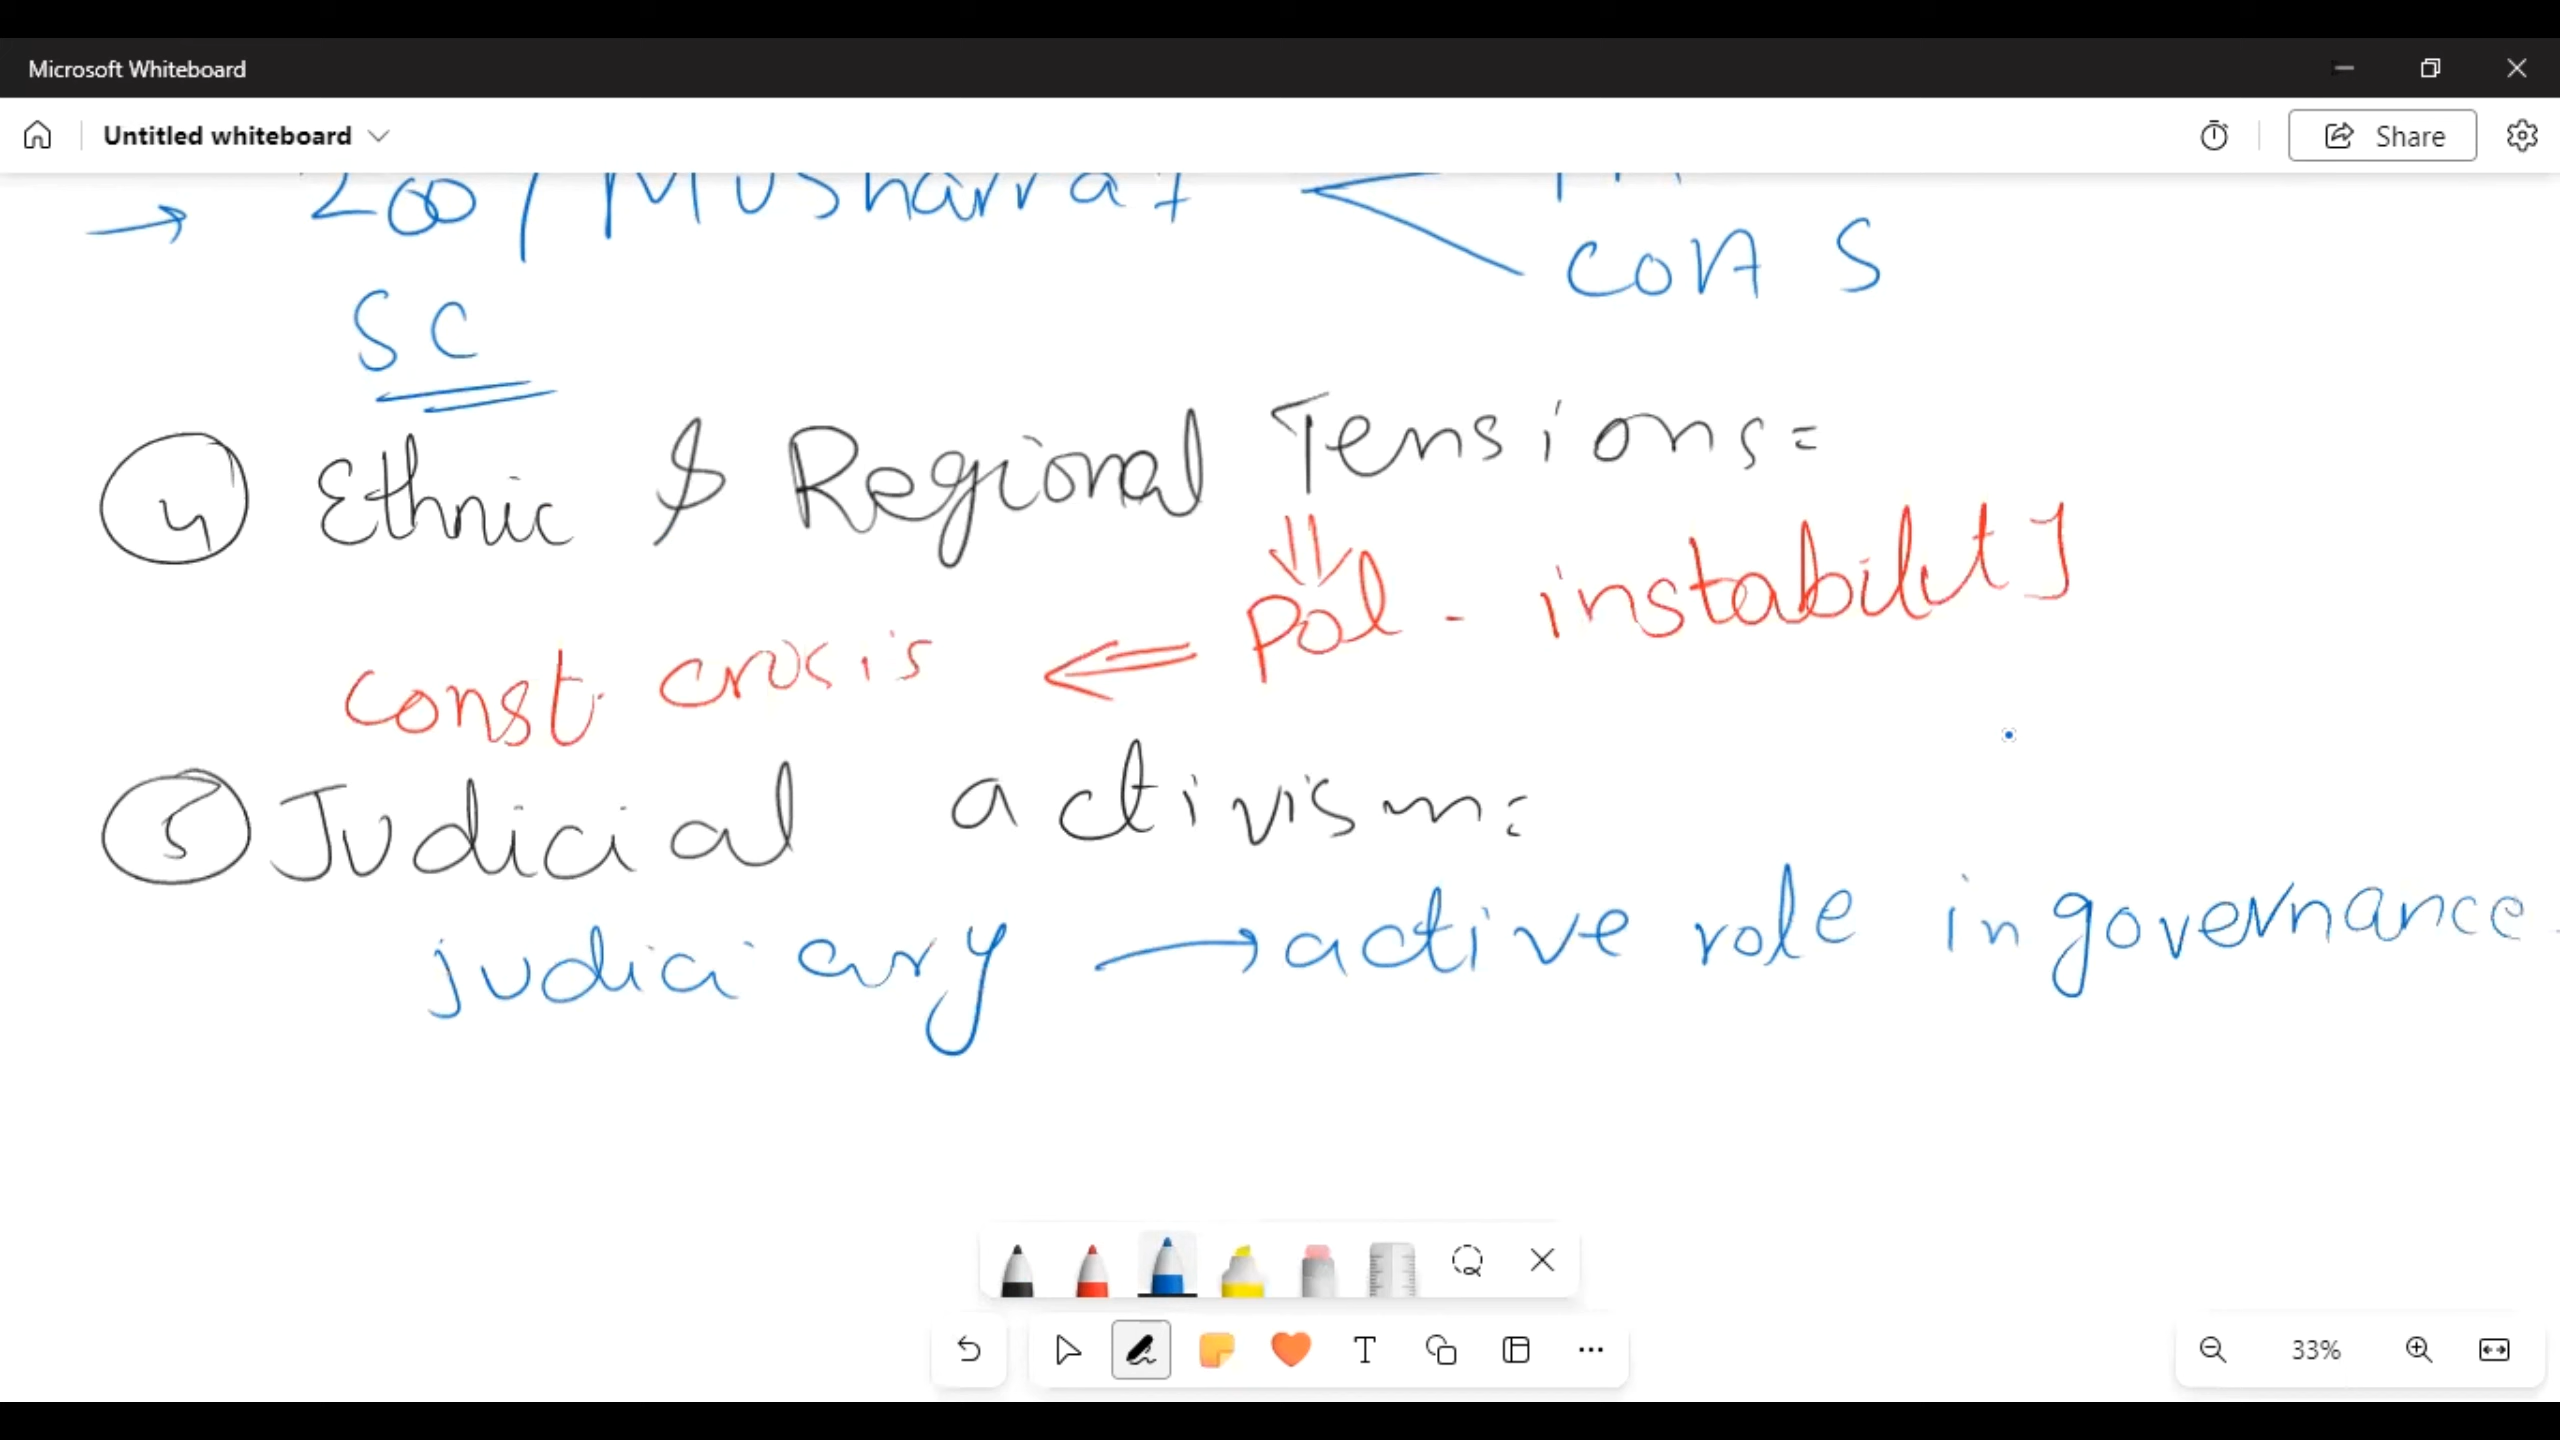 Microsoft Whiteboard
Untitled whiteboard
Share
→ 2007 Musharraf
con S
SC
4 Ethnic & Regional Tensions=
Pol - instability
const. crisis ⇐
5 Judicial activism:
judiciary → active role in governance.
T
33%